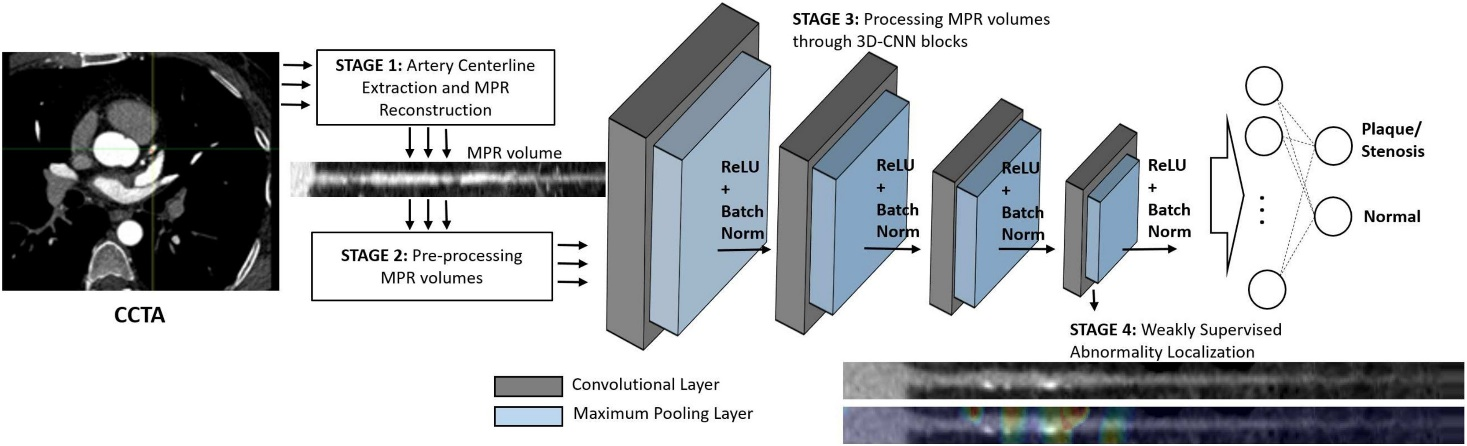 CCTA
STAGE 1: Artery Centerline
Extraction and MPR
Reconstruction
MPR volume
STAGE 2: Pre-processing
MPR volumes
STAGE 3: Processing MPR volumes
through 3D-CNN blocks
ReLU
+
Batch
Norm
ReLU
+
Batch
Norm
ReLU
+
Batch
Norm
ReLU
+
Batch
Norm
Plaque/
Stenosis
Normal
STAGE 4: Weakly Supervised
Abnormality Localization
Convolutional Layer
Maximum Pooling Layer